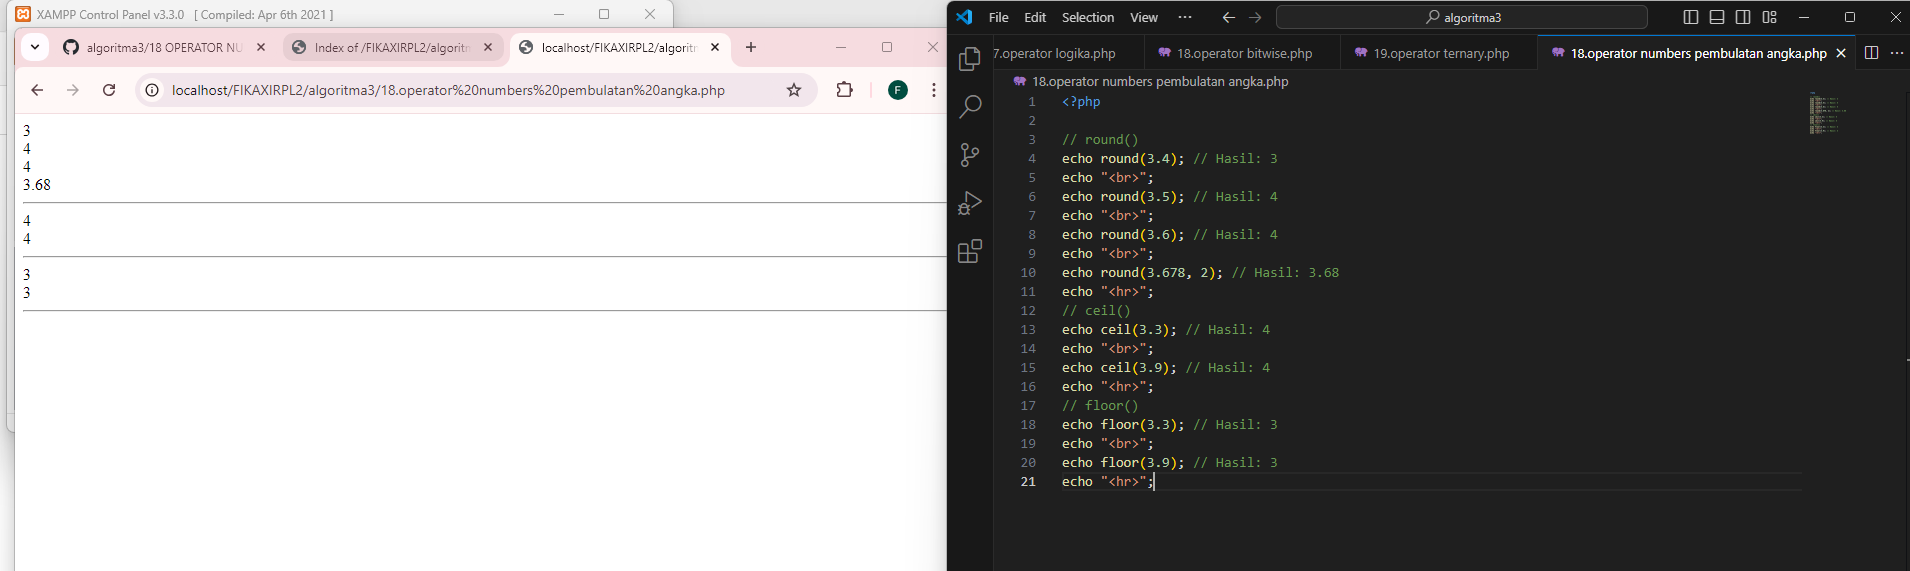 XAMPP Control Panel v3.3.0 [ Compiled: Apr 6th 2021 ]
algoritma3/18 OPERATOR NU
Index of /FIKAXIRPL2/algoritm
localhost/FIKAXIRPL2/algoritm
localhost/FIKAXIRPL2/algoritma3/18.operator%20numbers%20pembulatan%20angka.php
F
3
4
4
3.68
4
4
3
3
File Edit Selection View ··· algoritma3
7.operator logika.php 18.operator bitwise.php 19.operator ternary.php 18.operator numbers pembulatan angka.php
18.operator numbers pembulatan angka.php
1 <?php
2
3 // round()
4 echo round(3.4); // Hasil: 3
5 echo "<br>";
6 echo round(3.5); // Hasil: 4
7 echo "<br>";
8 echo round(3.6); // Hasil: 4
9 echo "<br>";
10 echo round(3.678, 2); // Hasil: 3.68
11 echo "<hr>";
12 // ceil()
13 echo ceil(3.3); // Hasil: 4
14 echo "<br>";
15 echo ceil(3.9); // Hasil: 4
16 echo "<hr>";
17 // floor()
18 echo floor(3.3); // Hasil: 3
19 echo "<br>";
20 echo floor(3.9); // Hasil: 3
21 echo "<hr>";